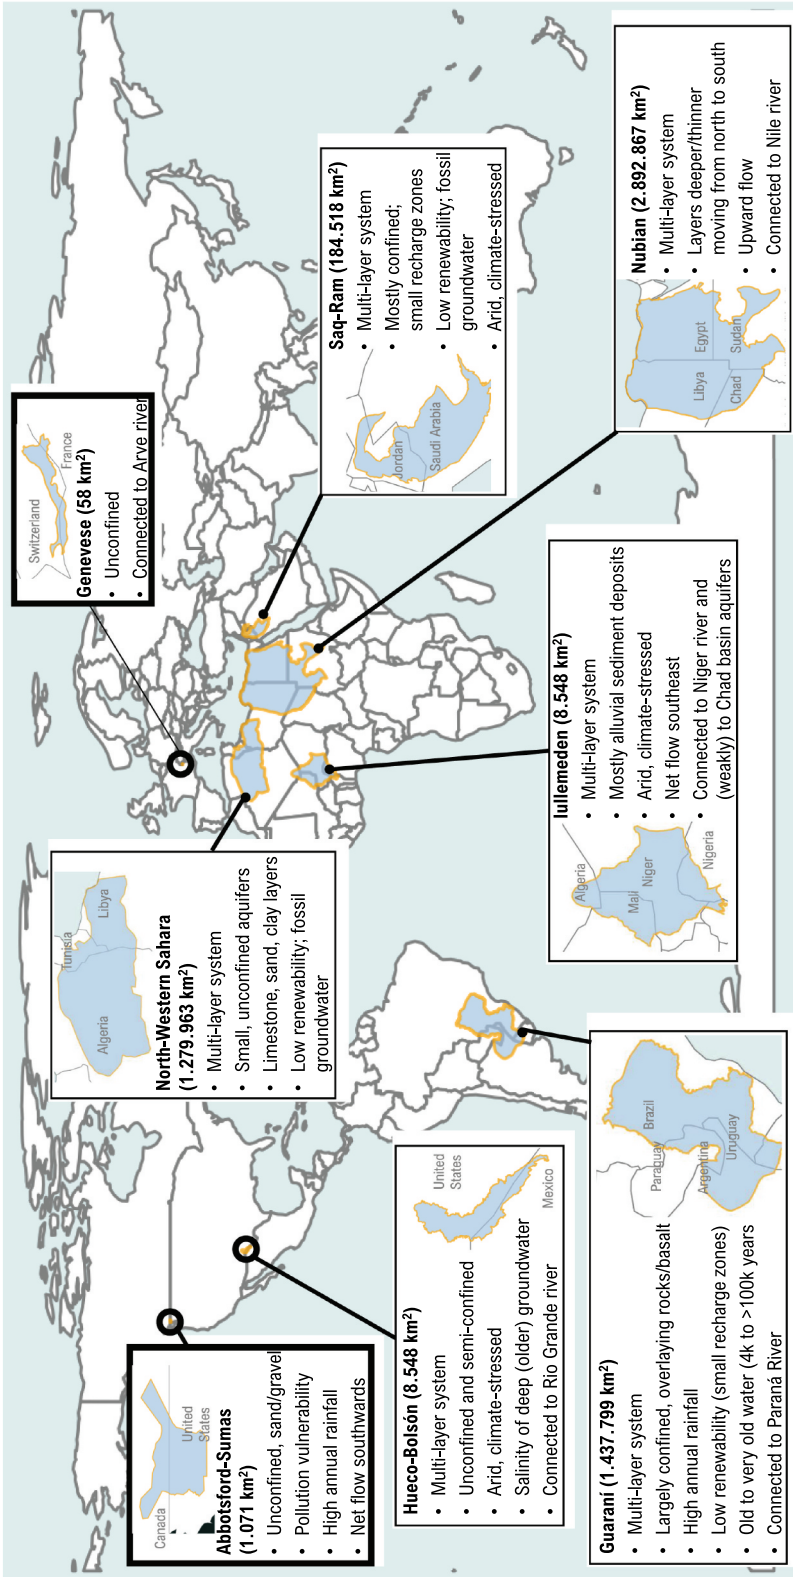 Canada
United
States
Abbotsford-Sumas
(1.071 km²)
• Unconfined, sand/gravel
• Pollution vulnerability
• High annual rainfall
• Net flow southwards
Algeria
Tunisia
Libya
North-Western Sahara
(1.279.963 km²)
• Multi-layer system
• Small, unconfined aquifers
• Limestone, sand, clay layers
• Low renewability; fossil
groundwater
Switzerland
France
Genevese (58 km²)
• Unconfined
• Connected to Arve river
Jordan
Saudi Arabia
Saq-Ram (184.518 km²)
• Multi-layer system
• Mostly confined;
small recharge zones
• Low renewability; fossil
groundwater
• Arid, climate-stressed
Hueco-Bolsón (8.548 km²)
• Multi-layer system
• Unconfined and semi-confined
• Arid, climate-stressed
• Salinity of deep (older) groundwater
• Connected to Rio Grande river
United
States
Mexico
Guaraní (1.437.799 km²)
• Multi-layer system
• Largely confined, overlaying rocks/basalt
• High annual rainfall
• Low renewability (small recharge zones)
• Old to very old water (4k to >100k years
• Connected to Paraná River
Brazil
Paraguay
Argentina
Uruguay
Algeria
Mali
Niger
Nigeria
Iullemeden (8.548 km²)
• Multi-layer system
• Mostly alluvial sediment deposits
• Arid, climate-stressed
• Net flow southeast
• Connected to Niger river and
(weakly) to Chad basin aquifers
Libya
Egypt
Chad
Sudan
Nubian (2.892.867 km²)
• Multi-layer system
• Layers deeper/thinner
moving from north to south
• Upward flow
• Connected to Nile river